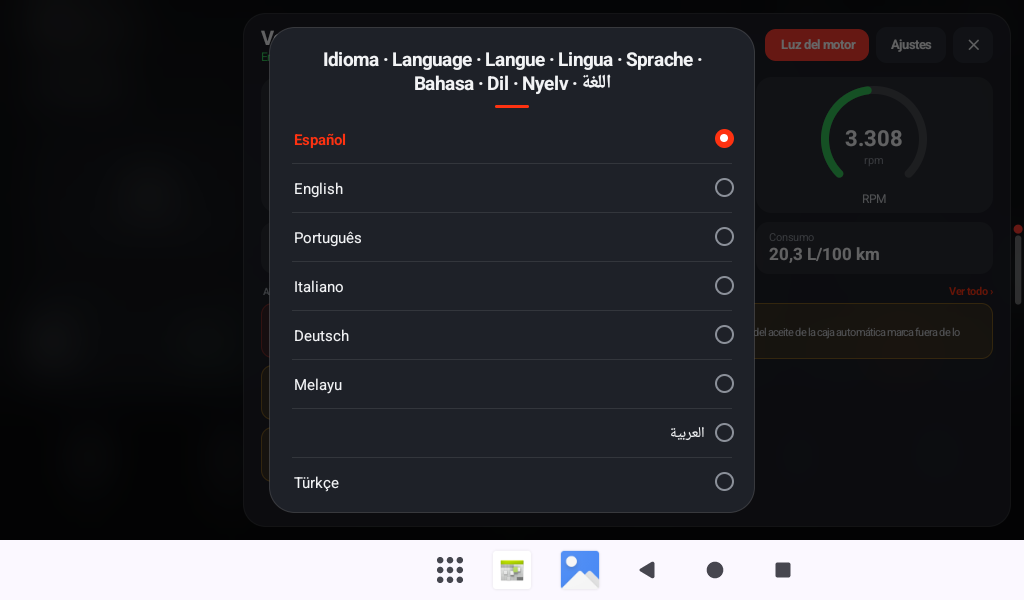 Idioma · Language · Langue · Lingua · Sprache ·
Bahasa · Dil · Nyelv · اللغة
Español
English
Português
Italiano
Deutsch
Melayu
العربية
Türkçe
Luz del motor
Ajustes
3.308
rpm
RPM
Consumo
20,3 L/100 km
Ver todo ›
del aceite de la caja automática marca fuera de lo